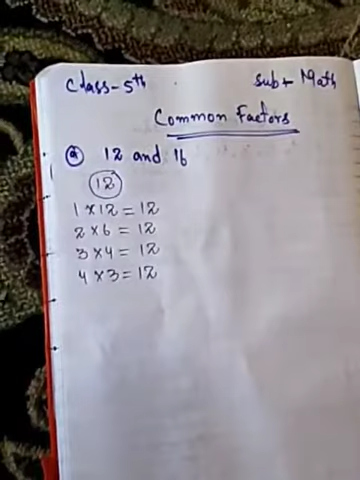 Class-5th sub- Math
Common Factors
ⓐ 12 and 16
12
1 × 12 = 12
2 × 6 = 12
3 × 4 = 12
4 × 3 = 12